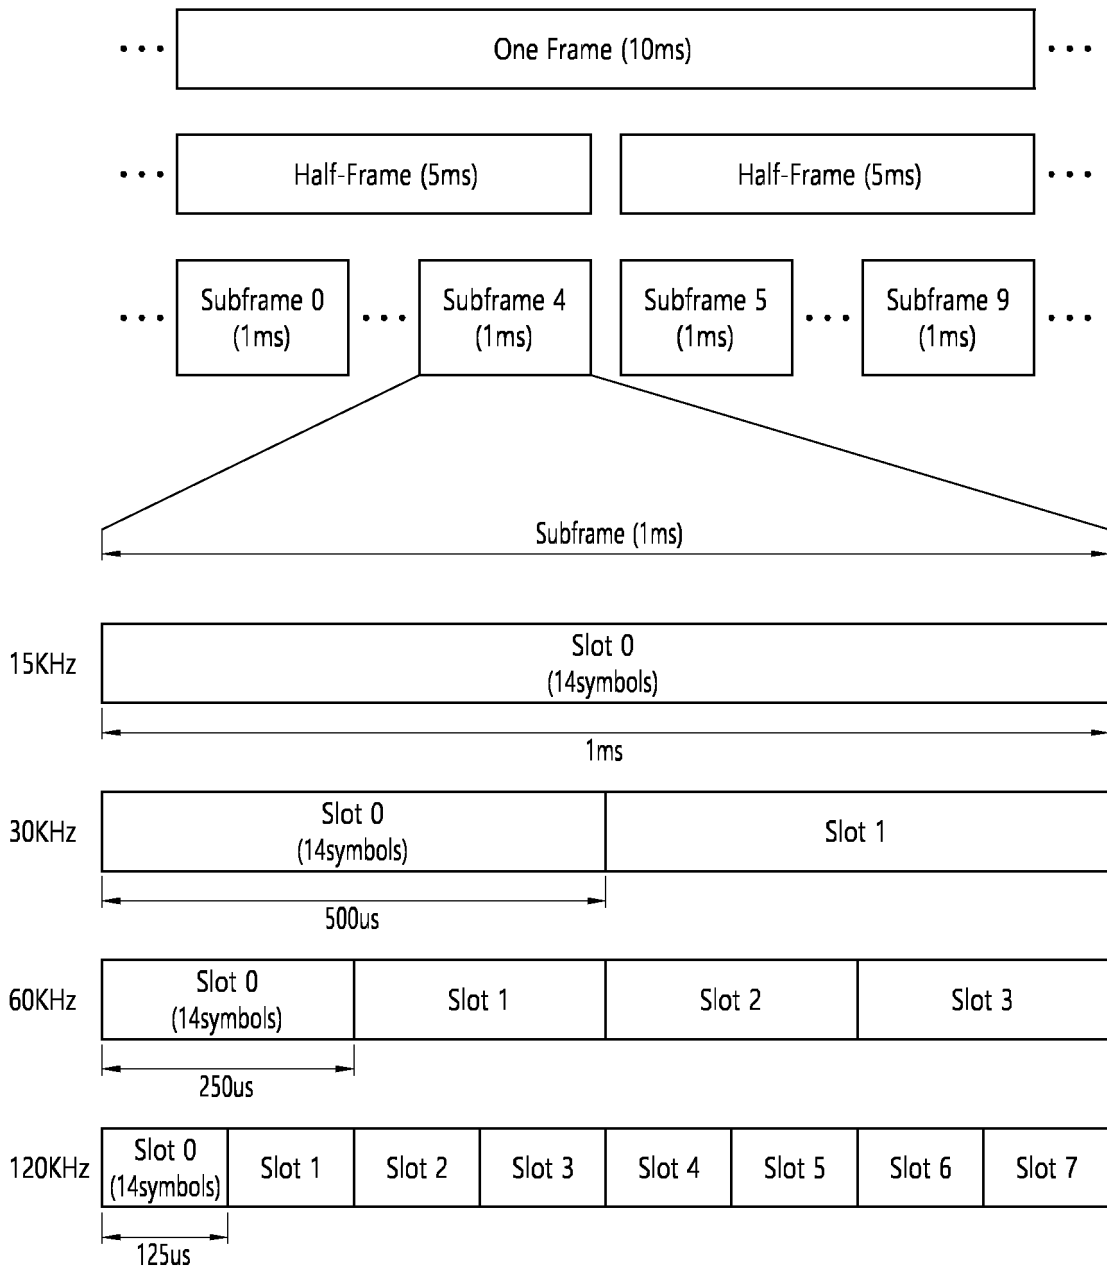 One Frame (10ms)
Half-Frame (5ms)
Half-Frame (5ms)
Subframe 0
(1ms)
Subframe 4
(1ms)
Subframe 5
(1ms)
Subframe 9
(1ms)
Subframe (1ms)
15KHz
Slot 0
(14symbols)
1ms
30KHz
Slot 0
(14symbols)
Slot 1
500us
60KHz
Slot 0
(14symbols)
Slot 1
Slot 2
Slot 3
250us
120KHz
Slot 0
(14symbols)
Slot 1
Slot 2
Slot 3
Slot 4
Slot 5
Slot 6
Slot 7
125us